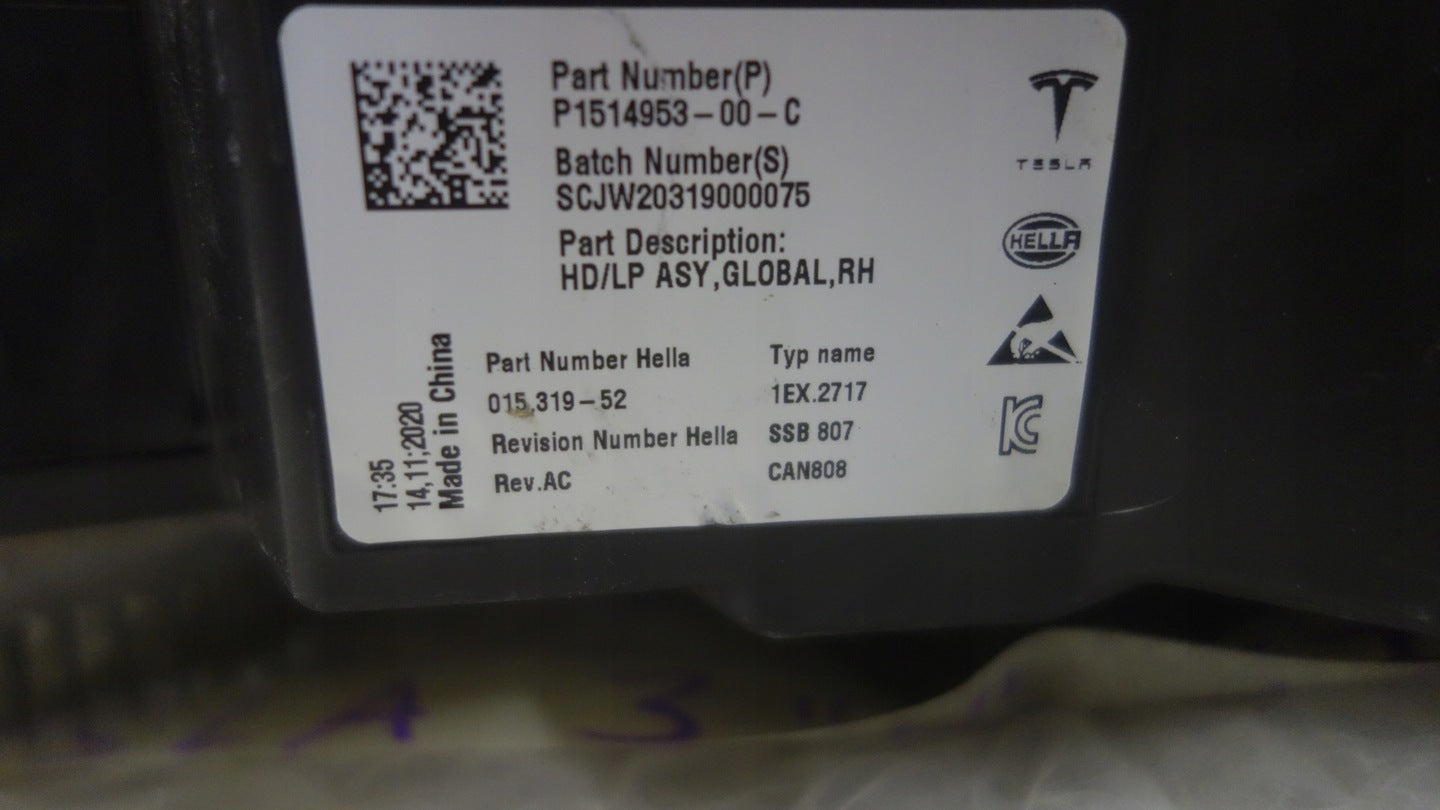 Part Number(P)
P1514953-00-C
Batch Number(S)
SCJW20319000075
Part Description:
HD/LP ASY,GLOBAL,RH
Part Number Hella
015.319-52
Revision Number Hella
Rev.AC
Typ name
1EX.2717
SSB 807
CAN808
17:35
14,11;2020
Made in China
TESLA
HELLA
KC
A 3